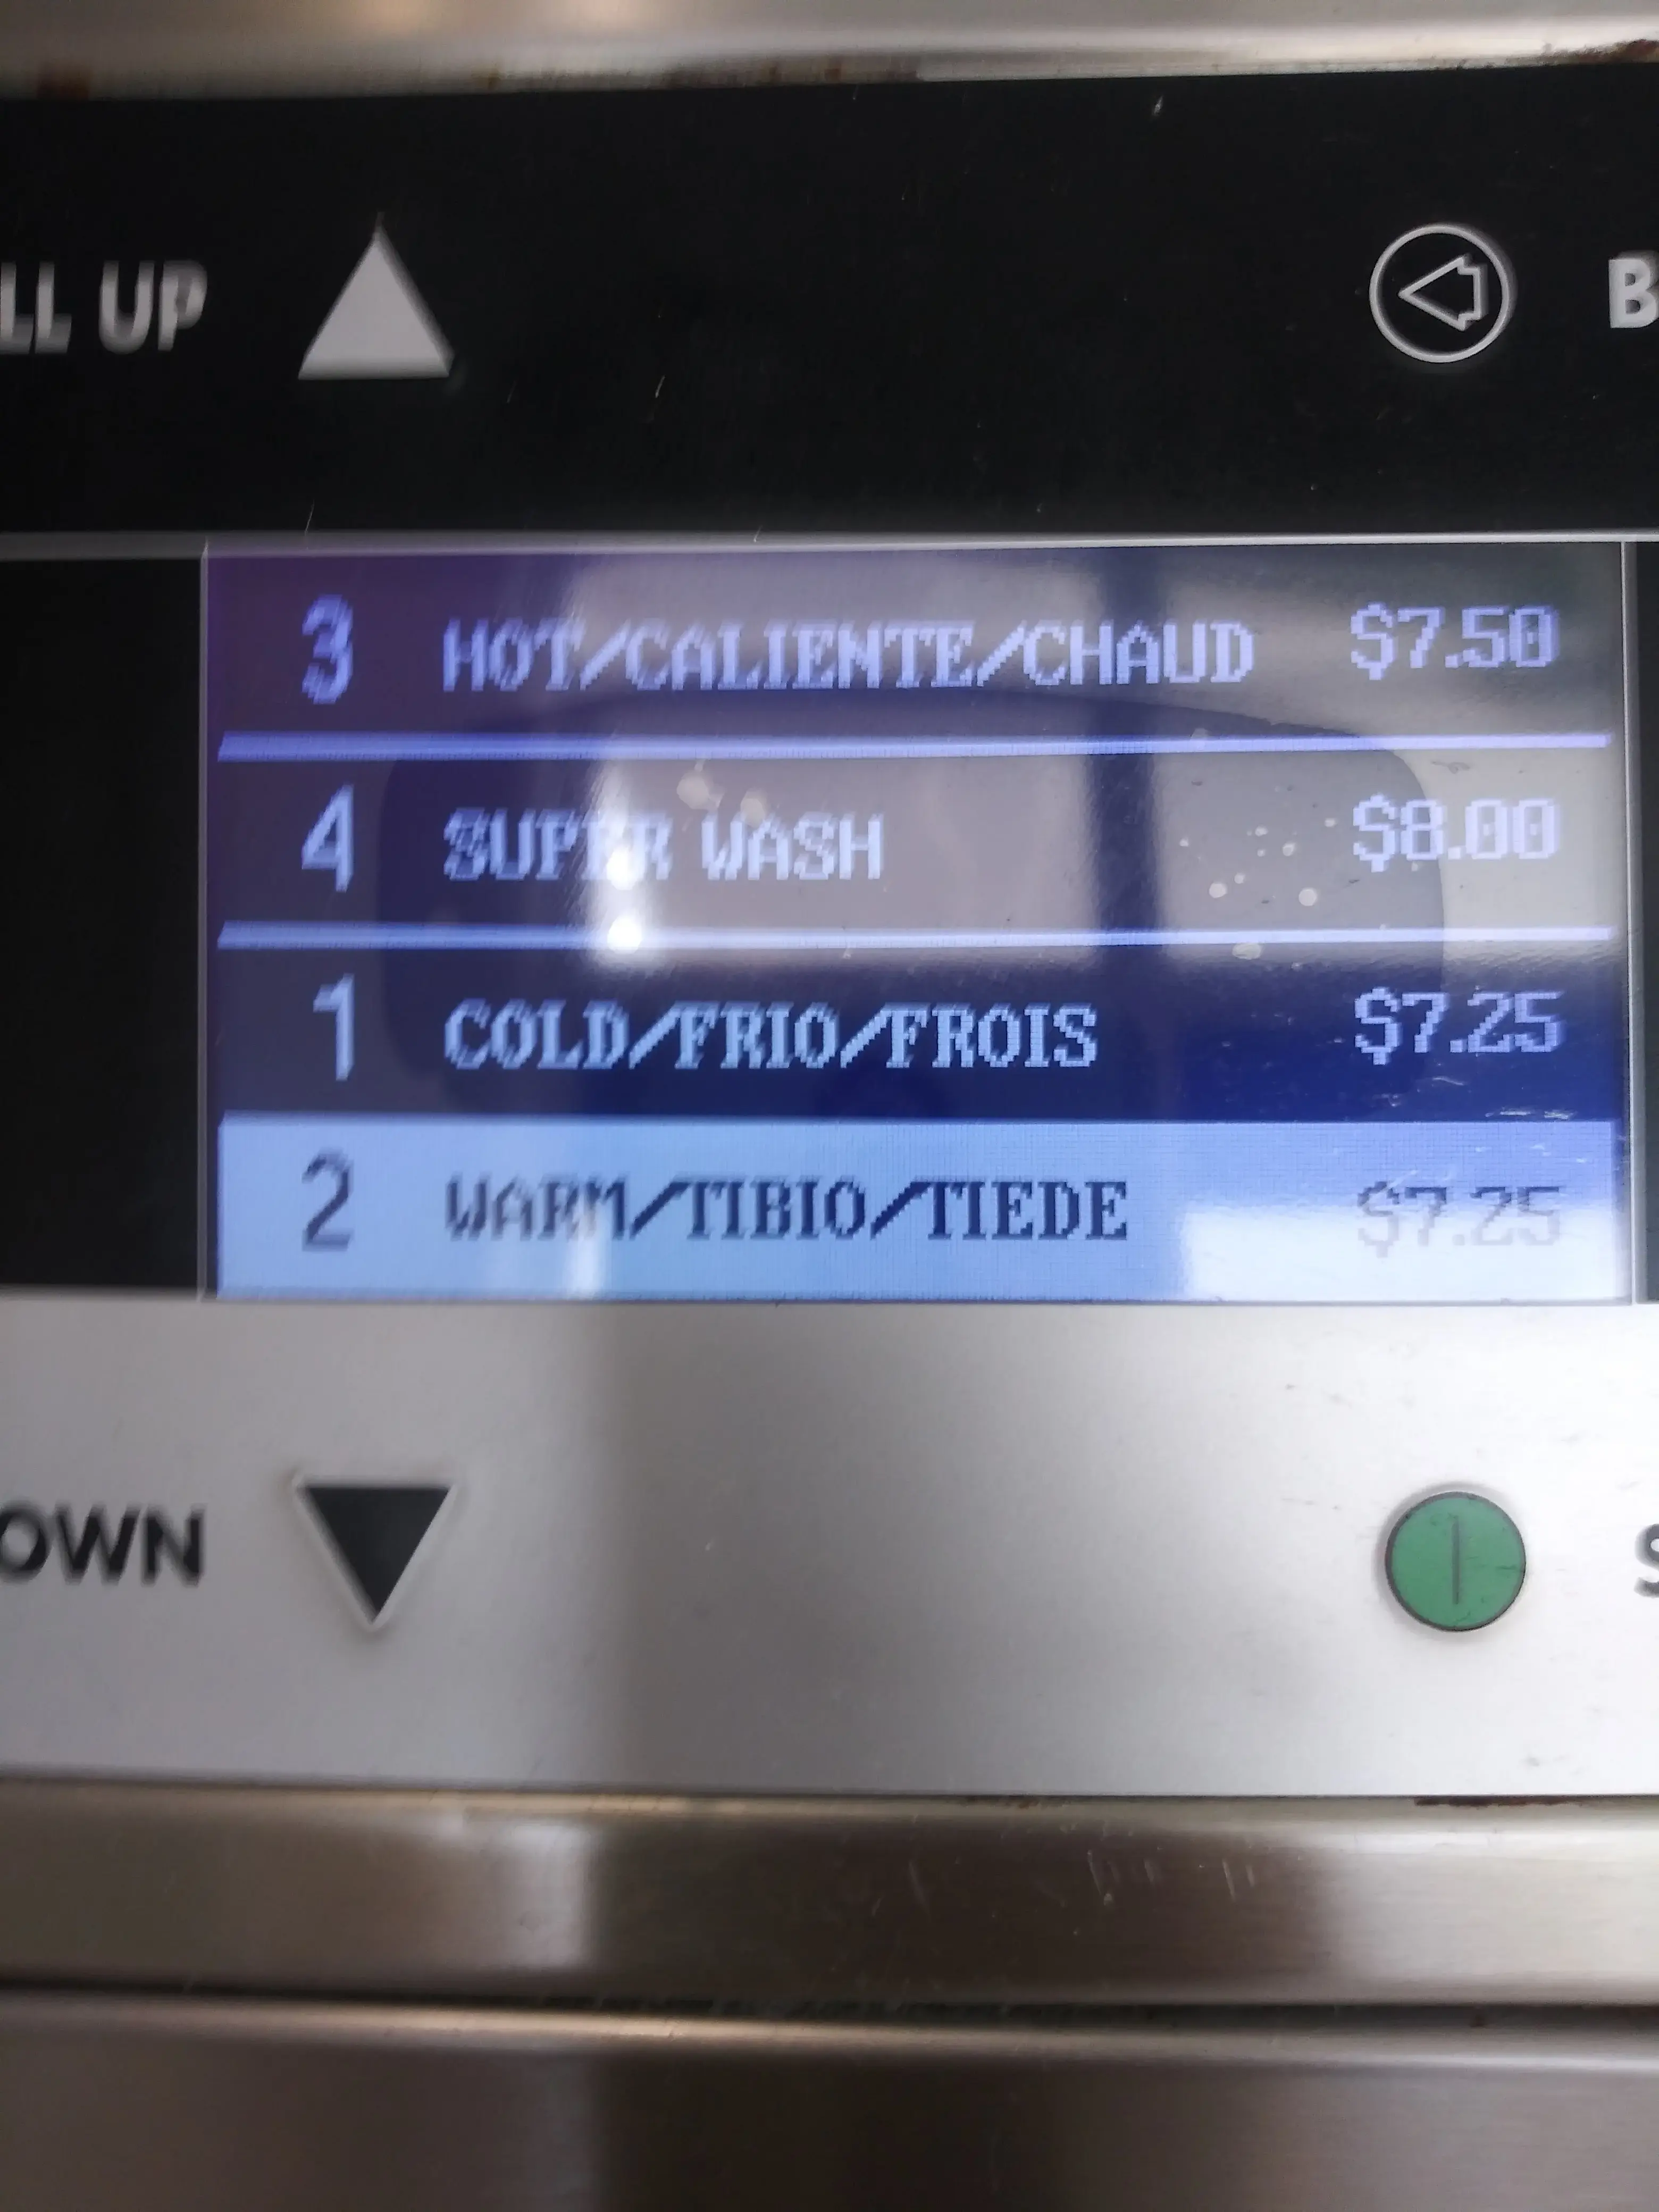 LL UP
B
3 HOT/CALIENTE/CHAUD $7.50
4 SUPER WASH $8.00
1 COLD/FRIO/FROIS $7.25
2 WARM/TIBIO/TIEDE $7.25
OWN
S